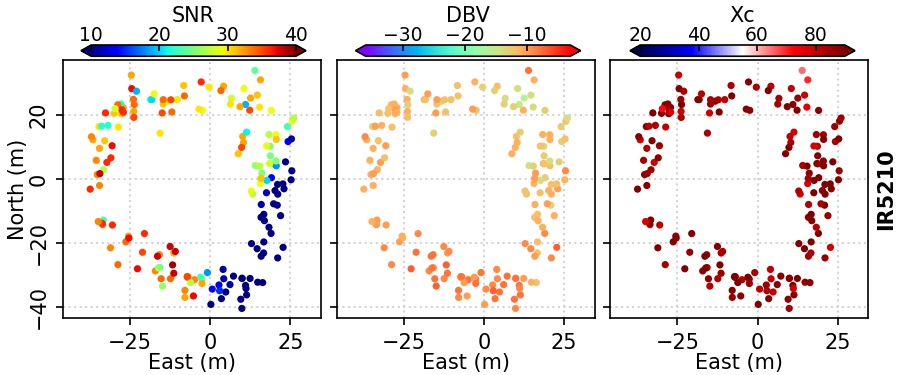 SNR DBV Xc
10 20 30 40 −30 −20 −10 20 40 60 80
North (m)
20
0
−20
−40
−25 0 25 −25 0 25 −25 0 25
East (m) East (m) East (m)
IR5210